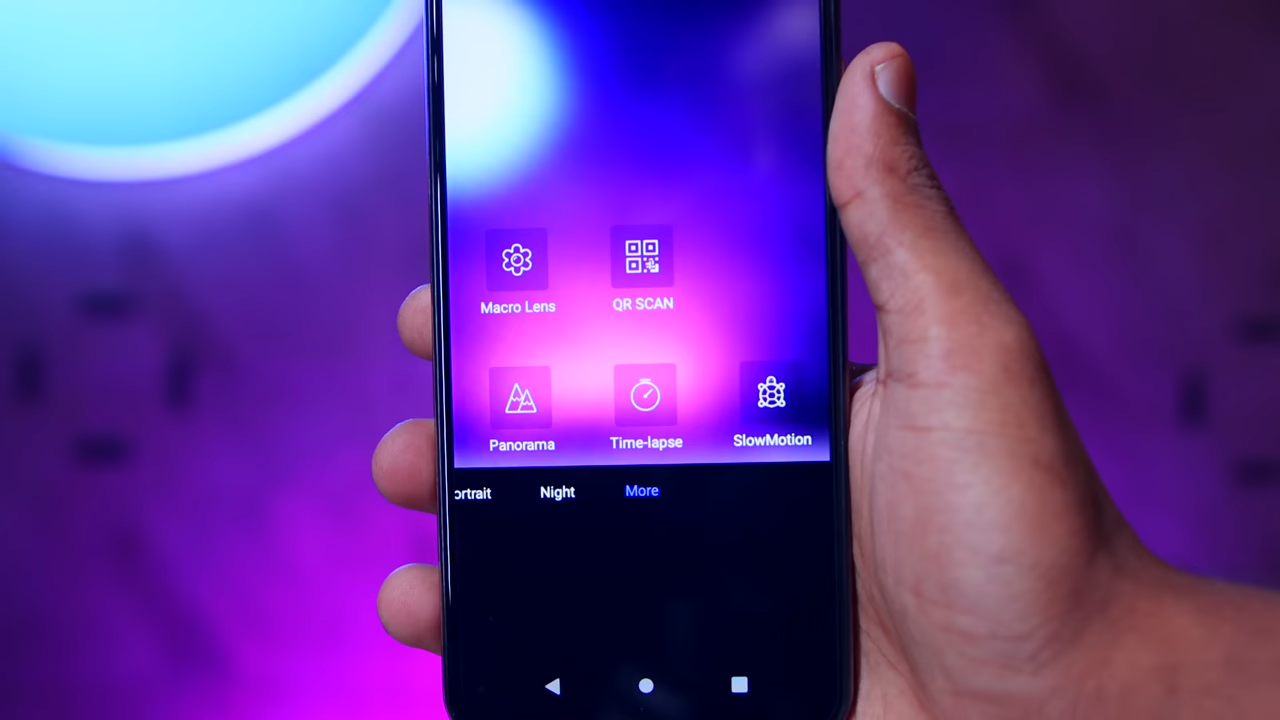 Macro Lens
QR SCAN
Panorama
Time-lapse
SlowMotion
ortrait
Night
More